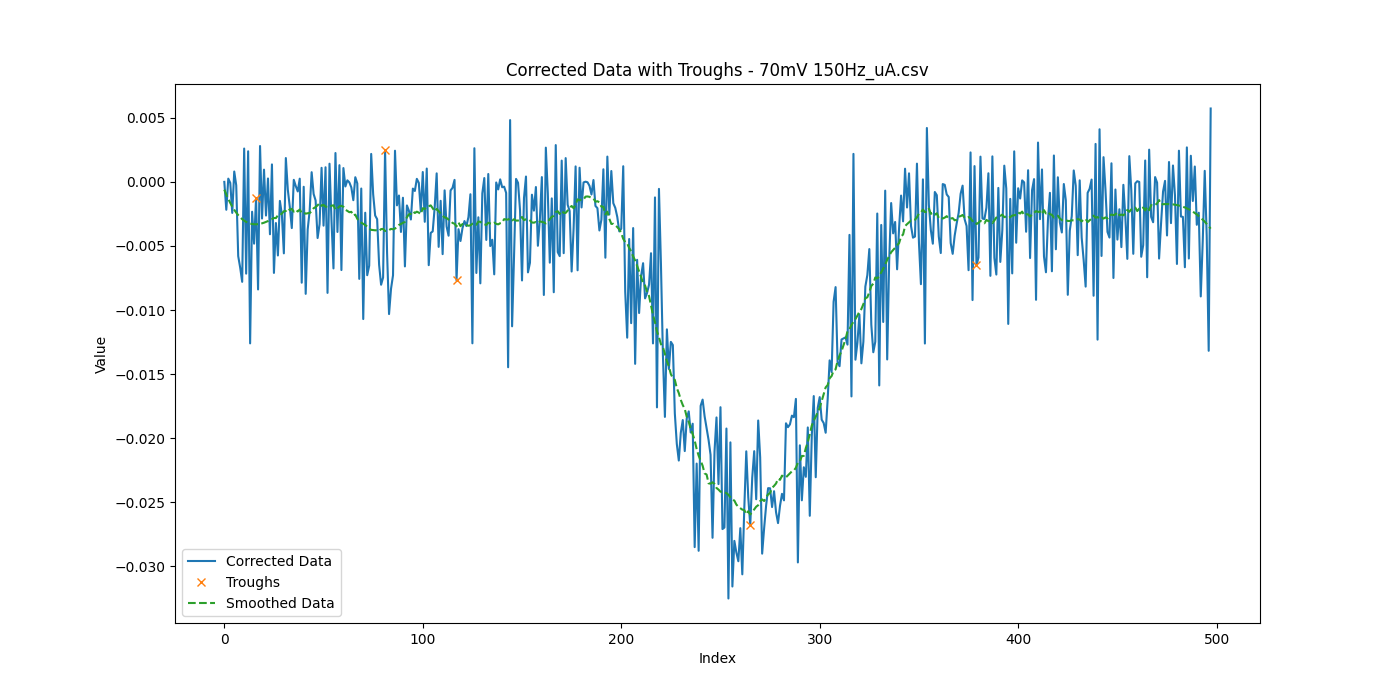 Corrected Data with Troughs - 70mV 150Hz_uA.csv
0.005
0.000
−0.005
−0.010
−0.015
−0.020
−0.025
−0.030
Value
Corrected Data
Troughs
Smoothed Data
0 100 200 300 400 500
Index